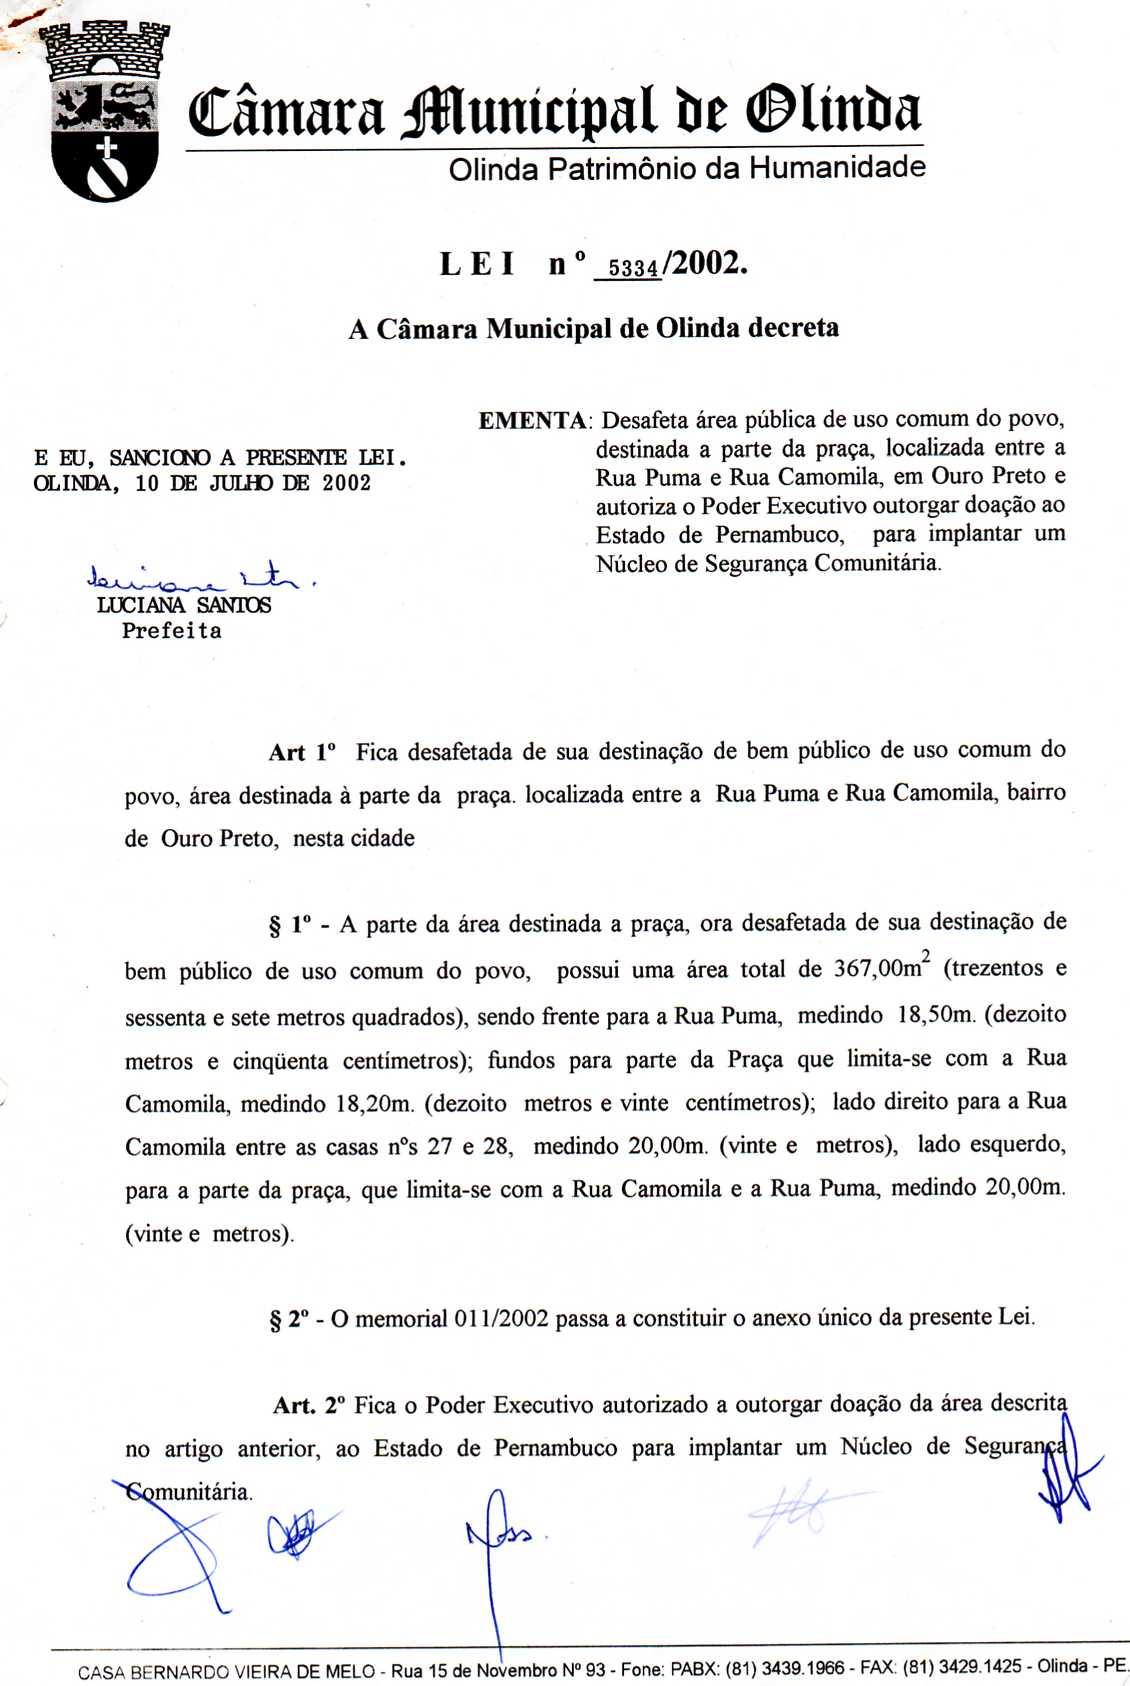 Câmara Municipal de Olinda
Olinda Patrimônio da Humanidade
LEI nº 5334/2002.
A Câmara Municipal de Olinda decreta
EMENTA: Desafeta área pública de uso comum do povo,
destinada a parte da praça, localizada entre a
Rua Puma e Rua Camomila, em Ouro Preto e
autoriza o Poder Executivo outorgar doação ao
Estado de Pernambuco, para implantar um
Núcleo de Segurança Comunitária.
E EU, SANCIONO A PRESENTE LEI.
OLINDA, 10 DE JULHO DE 2002
LUCIANA SANTOS
Prefeita
Art 1º Fica desafetada de sua destinação de bem público de uso comum do
povo, área destinada à parte da praça. localizada entre a Rua Puma e Rua Camomila, bairro
de Ouro Preto, nesta cidade
§ 1º - A parte da área destinada a praça, ora desafetada de sua destinação de
bem público de uso comum do povo, possui uma área total de 367,00m² (trezentos e
sessenta e sete metros quadrados), sendo frente para a Rua Puma, medindo 18,50m. (dezoito
metros e cinqüenta centímetros); fundos para parte da Praça que limita-se com a Rua
Camomila, medindo 18,20m. (dezoito metros e vinte centímetros); lado direito para a Rua
Camomila entre as casas nºs 27 e 28, medindo 20,00m. (vinte e metros), lado esquerdo,
para a parte da praça, que limita-se com a Rua Camomila e a Rua Puma, medindo 20,00m.
(vinte e metros).
§ 2º - O memorial 011/2002 passa a constituir o anexo único da presente Lei.
Art. 2º Fica o Poder Executivo autorizado a outorgar doação da área descrita
no artigo anterior, ao Estado de Pernambuco para implantar um Núcleo de Segurança
Comunitária.
CASA BERNARDO VIEIRA DE MELO - Rua 15 de Novembro Nº 93 - Fone: PABX: (81) 3439.1966 - FAX: (81) 3429.1425 - Olinda - PE.